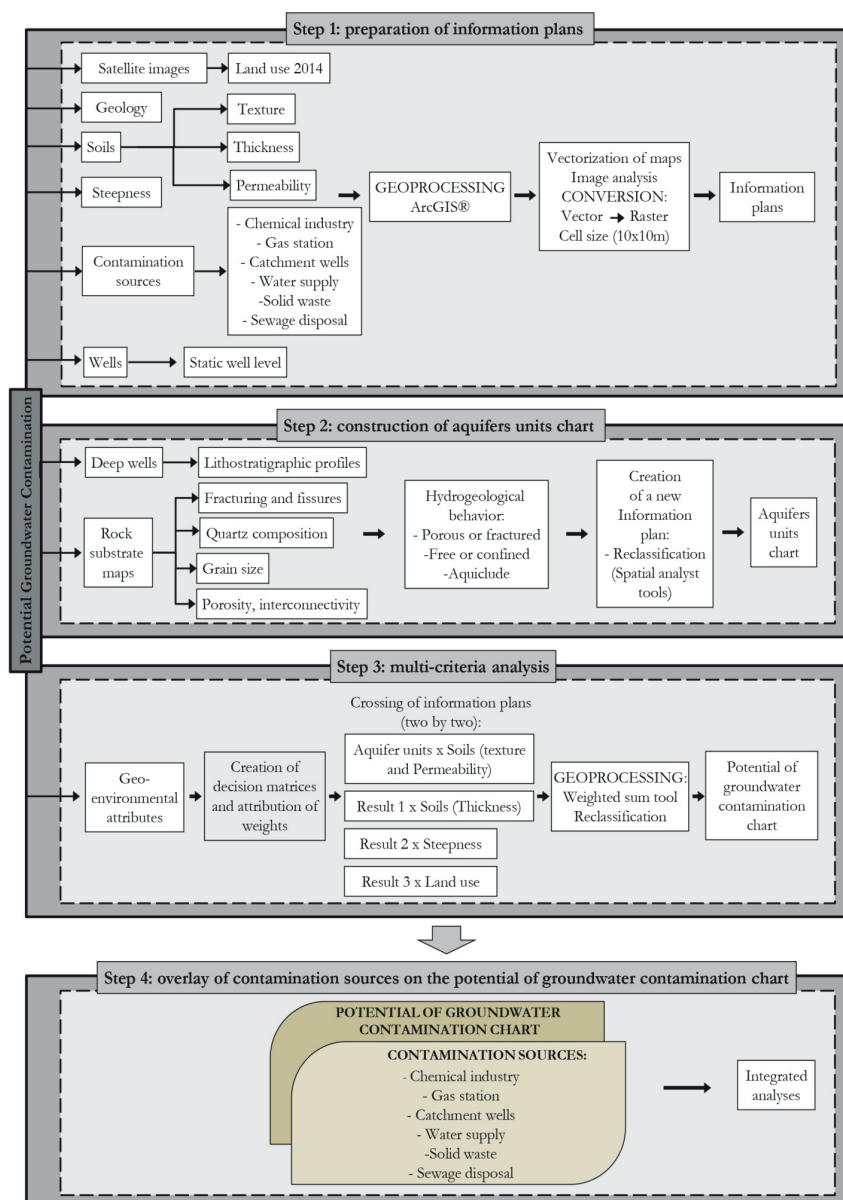 Potential Groundwater Contamination
Step 1: preparation of information plans
Satellite images
Land use 2014
Geology
Soils
Steepness
Texture
Thickness
Permeability
Contamination
sources
- Chemical industry
- Gas station
- Catchment wells
- Water supply
-Solid waste
- Sewage disposal
Wells
Static well level
GEOPROCESSING
ArcGIS®
Vectorization of maps
Image analysis
CONVERSION:
Vector → Raster
Cell size (10x10m)
Information
plans
Step 2: construction of aquifers units chart
Deep wells
Lithostratigraphic profiles
Rock
substrate
maps
Fracturing and fissures
Quartz composition
Grain size
Porosity, interconectivity
Hydrogeological
behavior:
- Porous or fractured
-Free or confined
-Aquiclude
Creation
of a new
Information
plan:
- Reclassification
(Spatial analyst
tools)
Aquifers
units
chart
Step 3: multi-criteria analysis
Geo-
environmental
attributes
Creation of
decision matrices
and attribution of
weights
Crossing of information plans
(two by two):
Aquifer units x Soils (texture
and Permeability)
Result 1 x Soils (Thickness)
Result 2 x Steepness
Result 3 x Land use
GEOPROCESSING:
Weighted sum tool
Reclassification
Potential of
groundwater
contamination
chart
Step 4: overlay of contamination sources on the potential of groundwater contamination chart
POTENTIAL OF GROUNDWATER
CONTAMINATION CHART
CONTAMINATION SOURCES:
- Chemical industry
- Gas station
- Catchment wells
- Water supply
-Solid waste
- Sewage disposal
Integrated
analyses